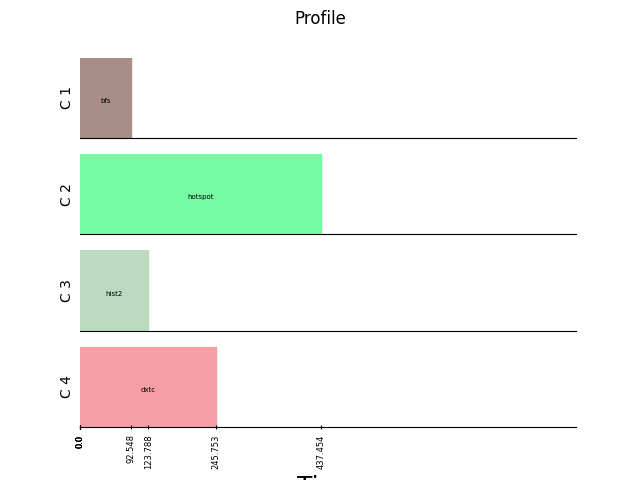 Profile
C 1
bfs
C 2
hotspot
C 3
hist2
C 4
dxtc
0.0
92.548
123.788
245.753
437.454